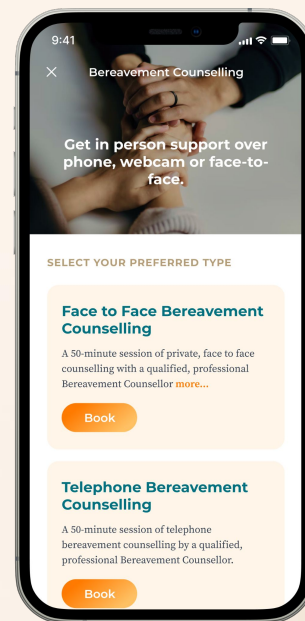 9:41
Bereavement Counselling
Get in person support over
phone, webcam or face-to-
face.
SELECT YOUR PREFERRED TYPE
Face to Face Bereavement
Counselling
A 50-minute session of private, face to face
counselling with a qualified, professional
Bereavement Counsellor more...
Book
Telephone Bereavement
Counselling
A 50-minute session of telephone
bereavement counselling by a qualified,
professional Bereavement Counsellor.
Book